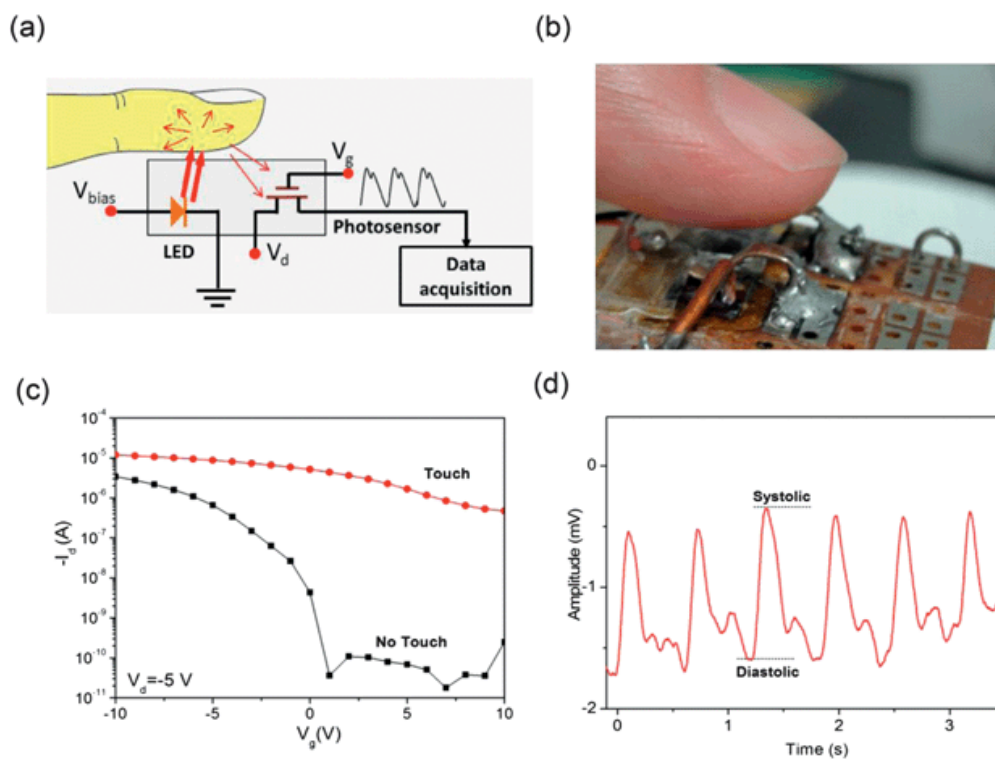 (a)
(b)
V_bias
LED
V_d
V_g
Photosensor
Data
acquisition
(c)
10^-4
10^-5
10^-6
10^-7
10^-8
10^-9
10^-10
10^-11
-I_d(A)
Touch
No Touch
V_d=-5 V
-10
-5
0
5
10
V_g(V)
(d)
0
-1
-2
Amplitude (mV)
Systolic
Diastolic
0
1
2
3
Time (s)